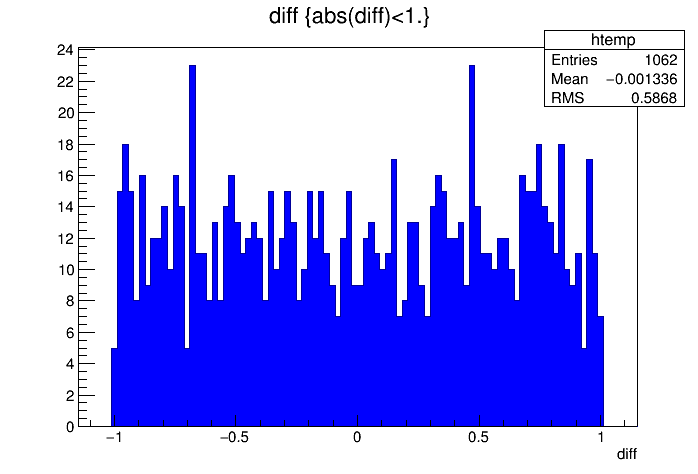 diff {abs(diff)<1.}
htemp
Entries 1062
Mean −0.001336
RMS 0.5868
24
22
20
18
16
14
12
10
8
6
4
2
0
−1 −0.5 0 0.5 1
diff